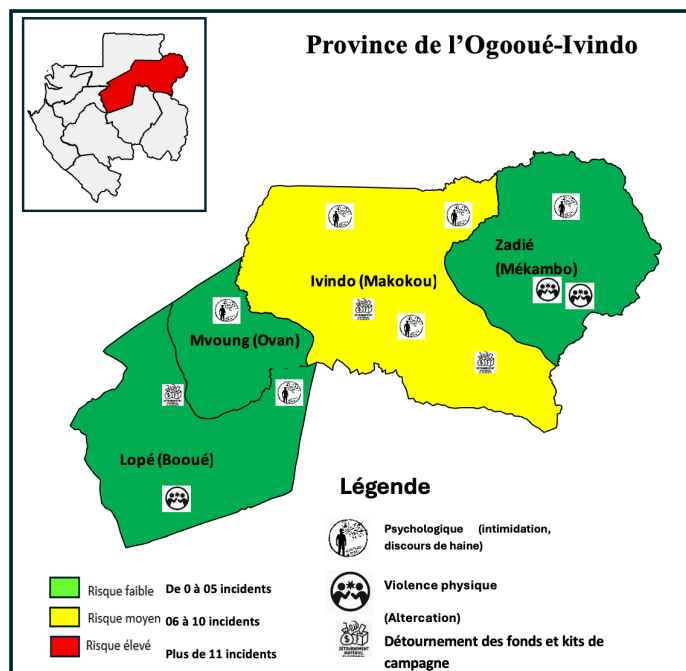 Province de l'Ogooué-Ivindo
Zadié
(Mékambo)
Ivindo (Makokou)
Mvoung (Ovan)
Lopé (Booué)
Légende
Psychologique (intimidation,
discours de haine)
Violence physique
(Altercation)
DÉTOURNEMENT
MATÉRIEL
Détournement des fonds et kits de
campagne
Risque faible De 0 à 05 incidents
Risque moyen 06 à 10 incidents
Risque élevé Plus de 11 incidents